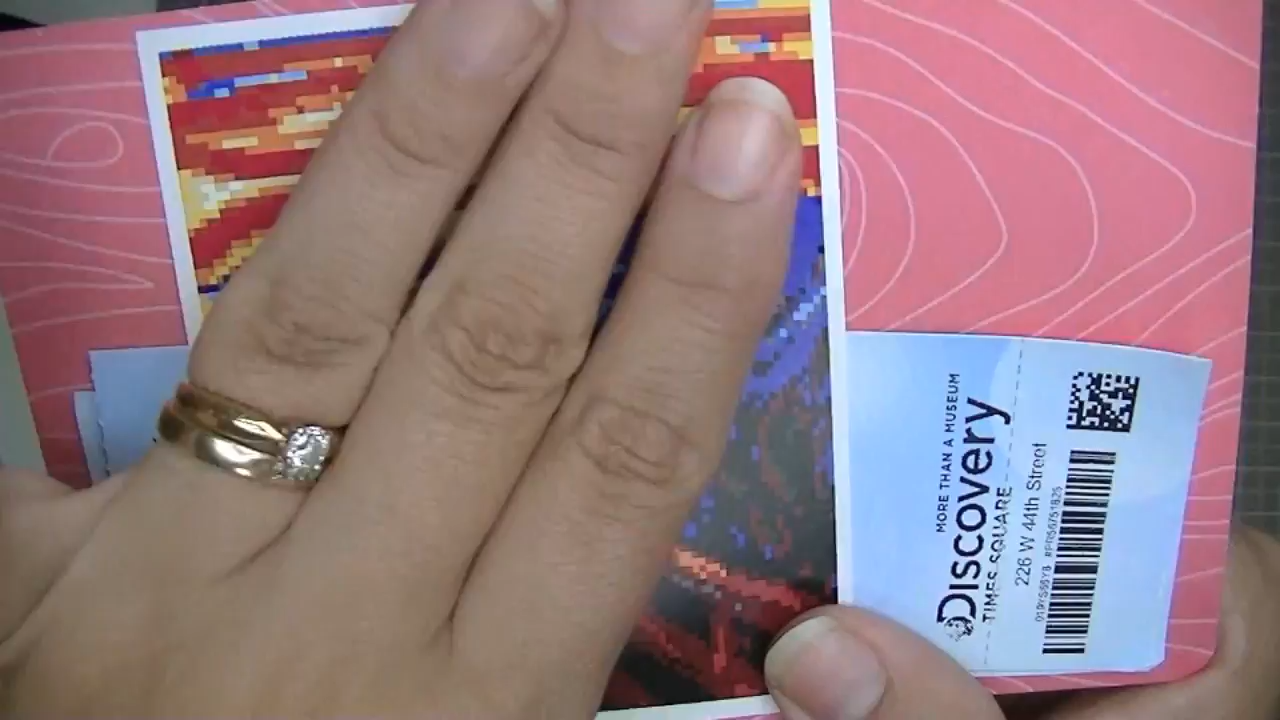 MORE THAN A MUSEUM
Discovery
TIMES SQUARE
226 W 44th Street